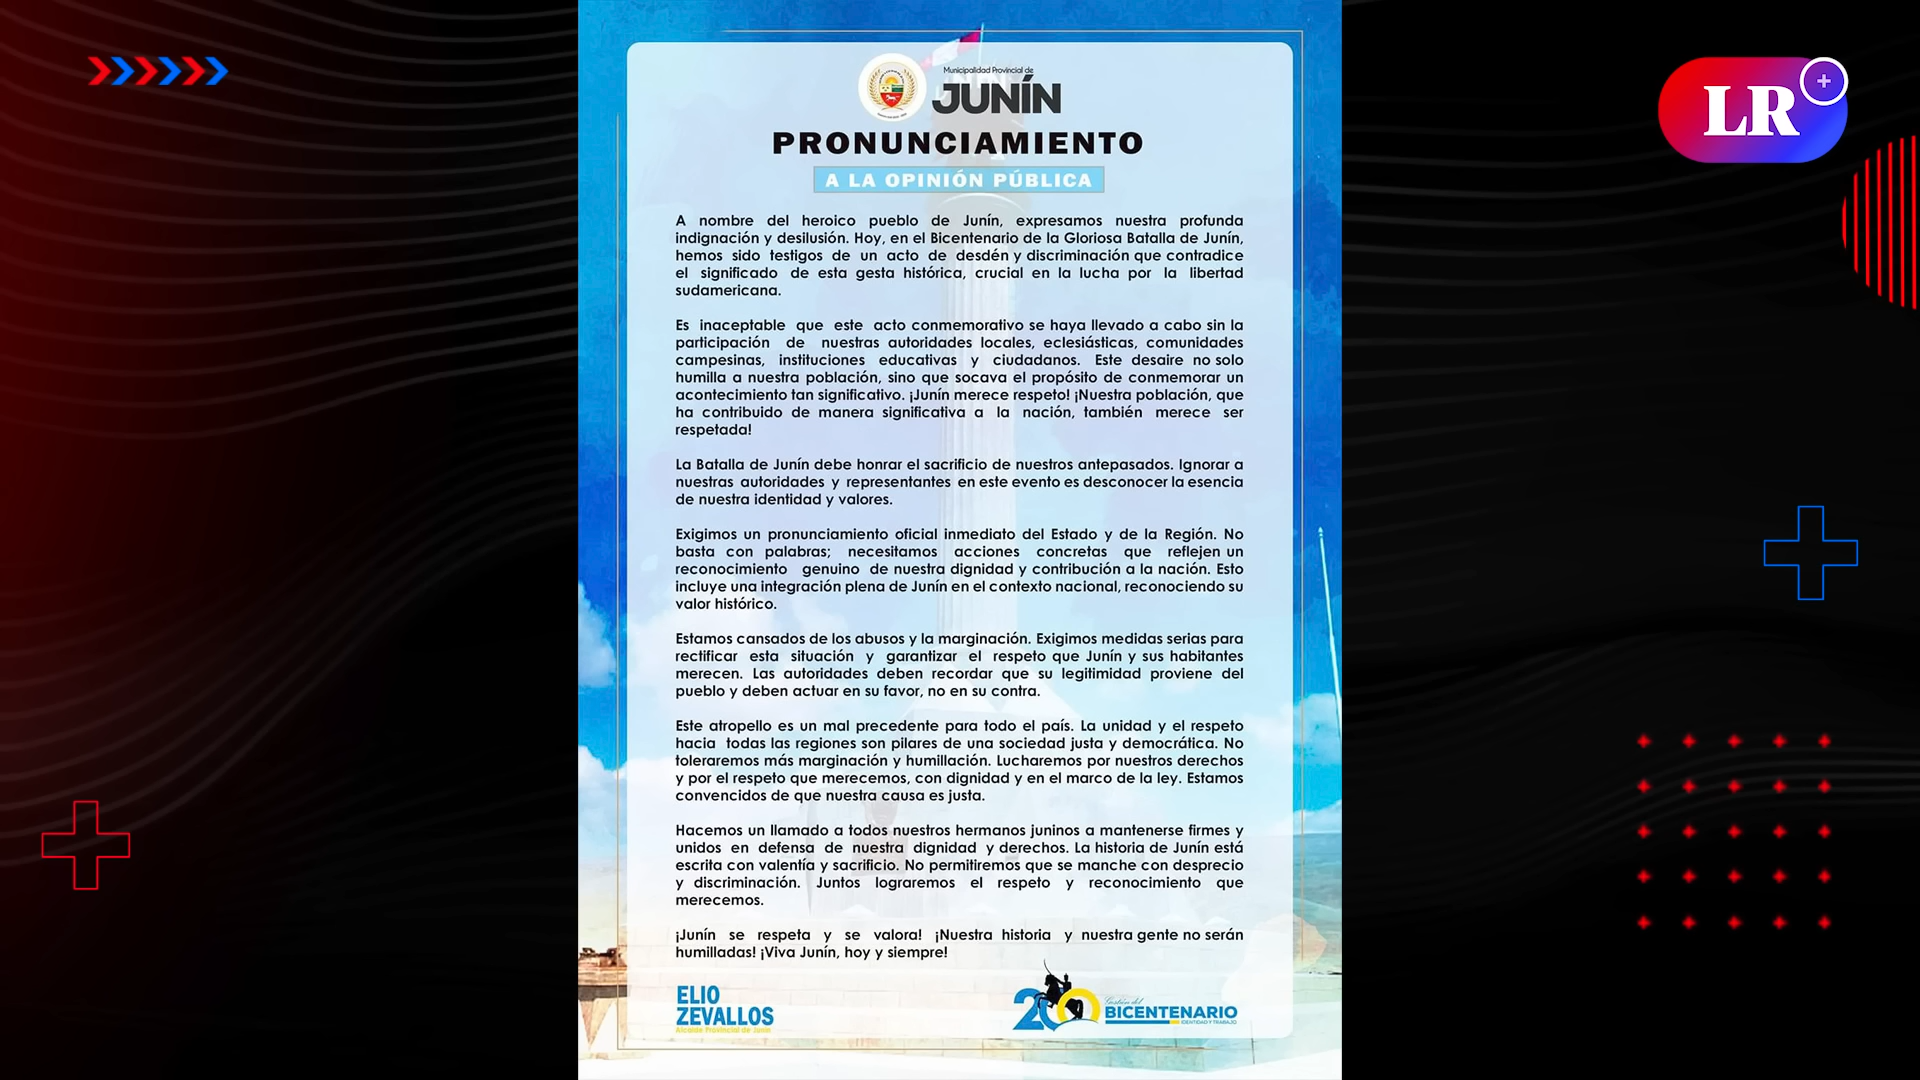 LR+
Municipalidad Provincial de
JUNÍN
PRONUNCIAMIENTO
A LA OPINIÓN PÚBLICA
A nombre del heroico pueblo de Junín, expresamos nuestra profunda
indignación y desilusión. Hoy, en el Bicentenario de la Gloriosa Batalla de Junín,
hemos sido testigos de un acto de desdén y discriminación que contradice
el significado de esta gesta histórica, crucial en la lucha por la libertad
sudamericana.
Es inaceptable que este acto conmemorativo se haya llevado a cabo sin la
participación de nuestras autoridades locales, eclesiásticas, comunidades
campesinas, instituciones educativas y ciudadanos. Este desaire no solo
humilla a nuestra población, sino que socava el propósito de conmemorar un
acontecimiento tan significativo. ¡Junín merece respeto! ¡Nuestra población, que
ha contribuido de manera significativa a la nación, también merece ser
respetada!
La Batalla de Junín debe honrar el sacrificio de nuestros antepasados. Ignorar a
nuestras autoridades y representantes en este evento es desconocer la esencia
de nuestra identidad y valores.
Exigimos un pronunciamiento oficial inmediato del Estado y de la Región. No
basta con palabras; necesitamos acciones concretas que reflejen un
reconocimiento genuino de nuestra dignidad y contribución a la nación. Esto
incluye una integración plena de Junín en el contexto nacional, reconociendo su
valor histórico.
Estamos cansados de los abusos y la marginación. Exigimos medidas serias para
rectificar esta situación y garantizar el respeto que Junín y sus habitantes
merecen. Las autoridades deben recordar que su legitimidad proviene del
pueblo y deben actuar en su favor, no en su contra.
Este atropello es un mal precedente para todo el país. La unidad y el respeto
hacia todas las regiones son pilares de una sociedad justa y democrática. No
toleraremos más marginación y humillación. Lucharemos por nuestros derechos
y por el respeto que merecemos, con dignidad y en el marco de la ley. Estamos
convencidos de que nuestra causa es justa.
Hacemos un llamado a todos nuestros hermanos juninos a mantenerse firmes y
unidos en defensa de nuestra dignidad y derechos. La historia de Junín está
escrita con valentía y sacrificio. No permitiremos que se manche con desprecio
y discriminación. Juntos lograremos el respeto y reconocimiento que
merecemos.
¡Junín se respeta y se valora! ¡Nuestra historia y nuestra gente no serán
humilladas! ¡Viva Junín, hoy y siempre!
ELIO
ZEVALLOS
Alcalde Provincial de Junín
200
Gestión del
BICENTENARIO
IDENTIDAD Y TRABAJO